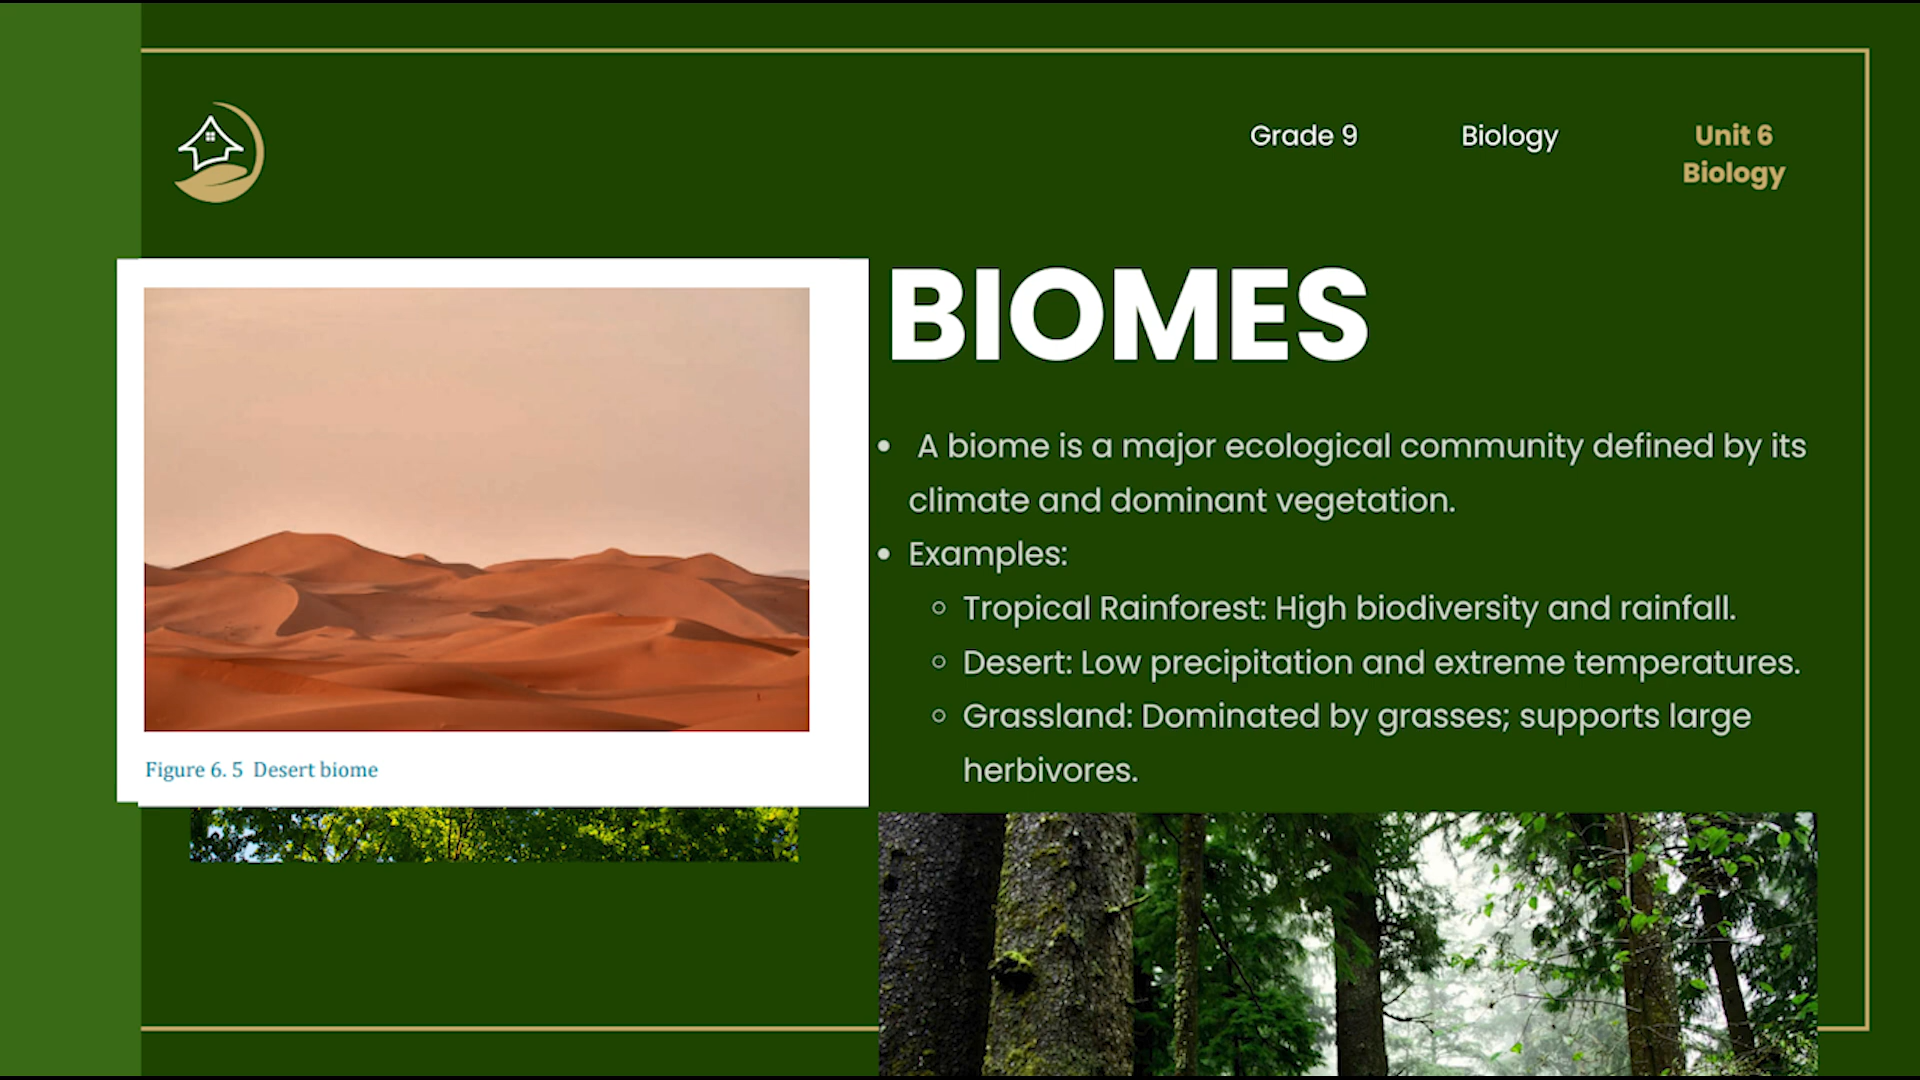 Grade 9
Biology
Unit 6
Biology
BIOMES
• A biome is a major ecological community defined by its
climate and dominant vegetation.
• Examples:
○ Tropical Rainforest: High biodiversity and rainfall.
○ Desert: Low precipitation and extreme temperatures.
○ Grassland: Dominated by grasses; supports large
herbivores.
Figure 6. 5 Desert biome